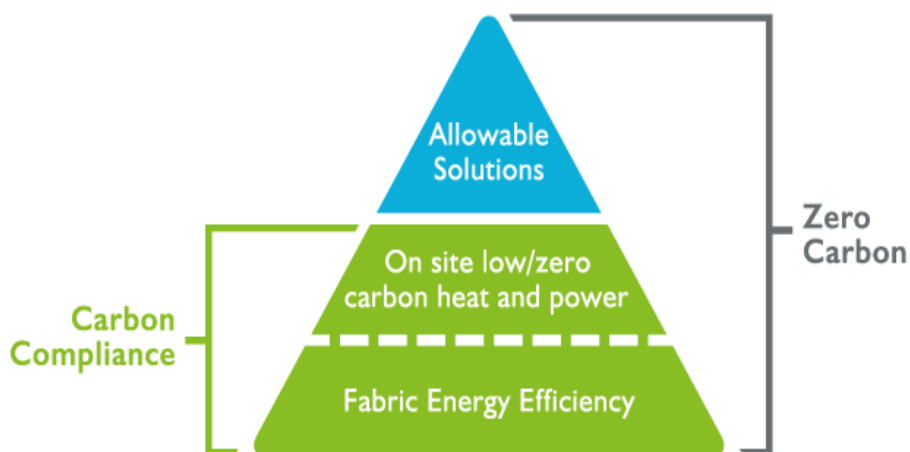 Allowable
Solutions
Zero
Carbon
On site low/zero
carbon heat and power
Carbon
Compliance
Fabric Energy Efficiency